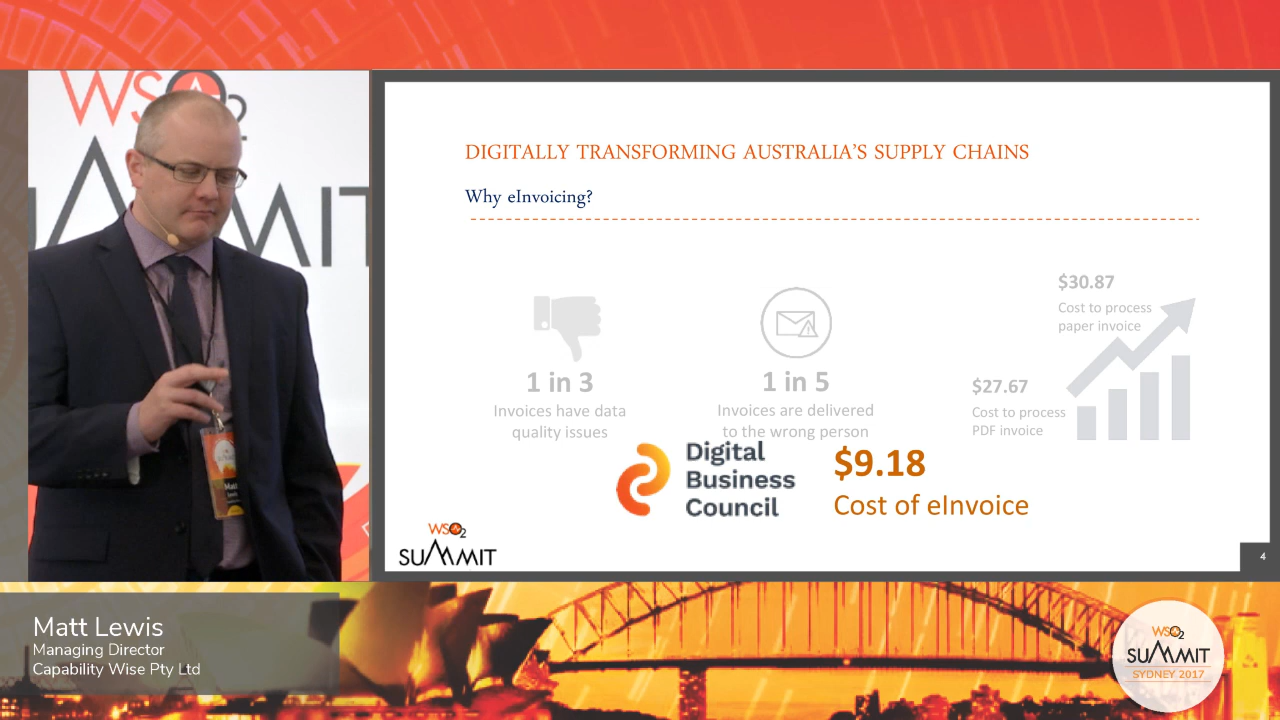 WSO2
SUMMIT
DIGITALLY TRANSFORMING AUSTRALIA'S SUPPLY CHAINS
Why eInvoicing?
1 in 3
Invoices have data
quality issues
1 in 5
Invoices are delivered
to the wrong person
$30.87
Cost to process
paper invoice
$27.67
Cost to process
PDF invoice
Digital
Business
Council
$9.18
Cost of eInvoice
WSO2
SUMMIT
4
Matt
Matt Lewis
Managing Director
Capability Wise Pty Ltd
WSO2
SUMMIT
SYDNEY 2017